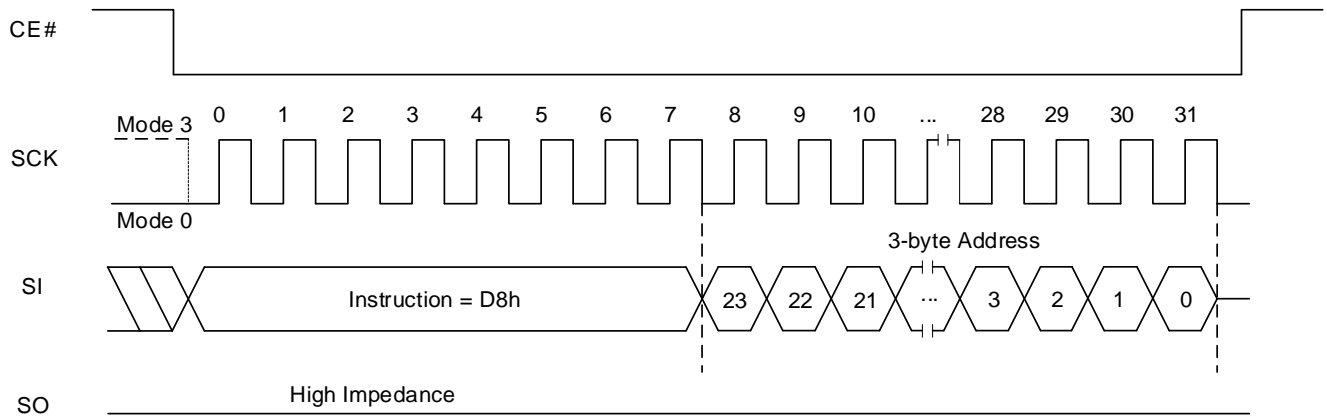 CE#
0 1 2 3 4 5 6 7 8 9 10 ... 28 29 30 31
Mode 3
SCK
Mode 0
3-byte Address
SI
Instruction = D8h 23 22 21 ... 3 2 1 0
High Impedance
SO